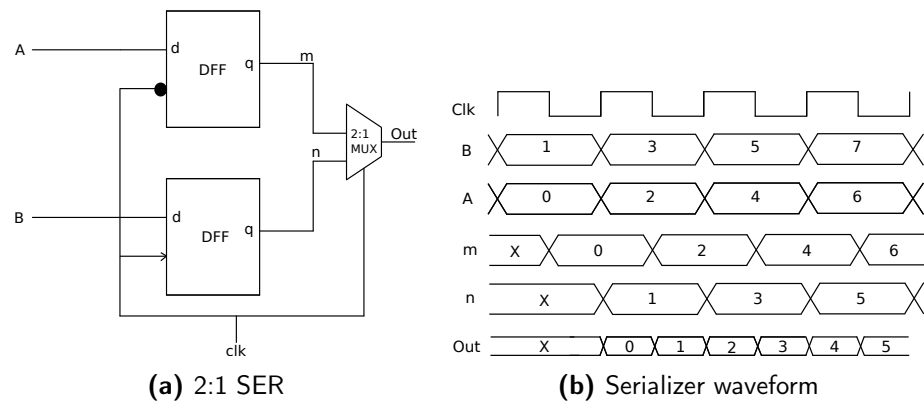 A
d
q
DFF
m
2:1
MUX
Out
n
B
d
q
DFF
clk
(a) 2:1 SER
Clk
B 1 3 5 7
A 0 2 4 6
m X 0 2 4 6
n X 1 3 5
Out X 0 1 2 3 4 5
(b) Serializer waveform